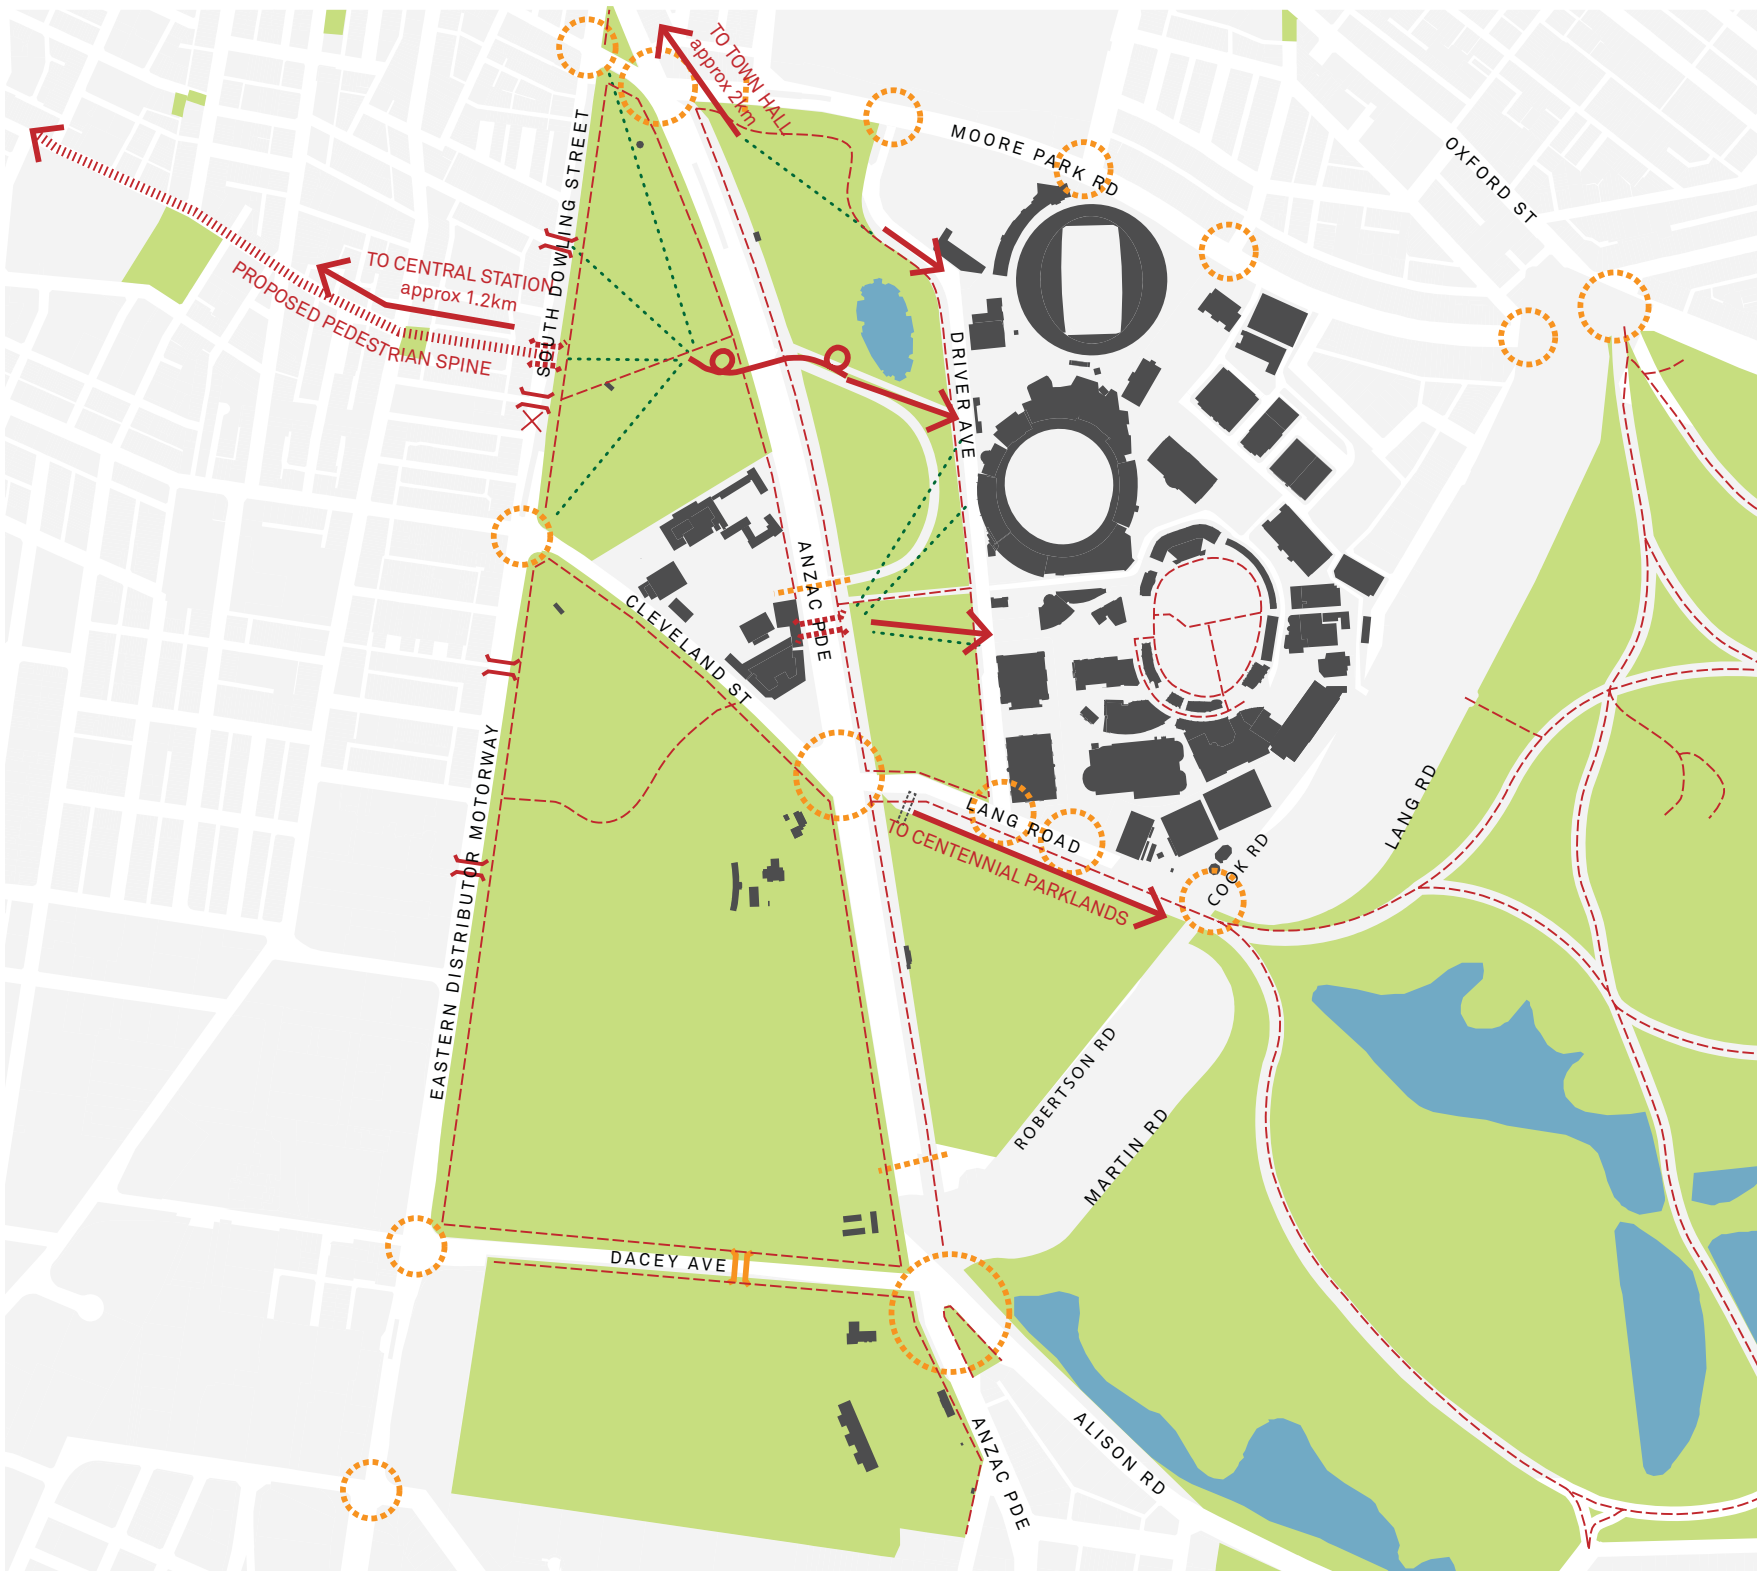 TO TOWN HALL
approx 2km
MOORE PARK RD
OXFORD ST
SOUTH DOWLING STREET
TO CENTRAL STATION
approx 1.2km
PROPOSED PEDESTRIAN SPINE
DRIVER AVE
ANZAC PDE
CLEVELAND ST
EASTERN DISTRIBUTOR MOTORWAY
LANG ROAD
TO CENTENNIAL PARKLANDS
LANG RD
COOK RD
ROBERTSON RD
MARTIN RD
DACEY AVE
ANZAC PDE
ALISON RD